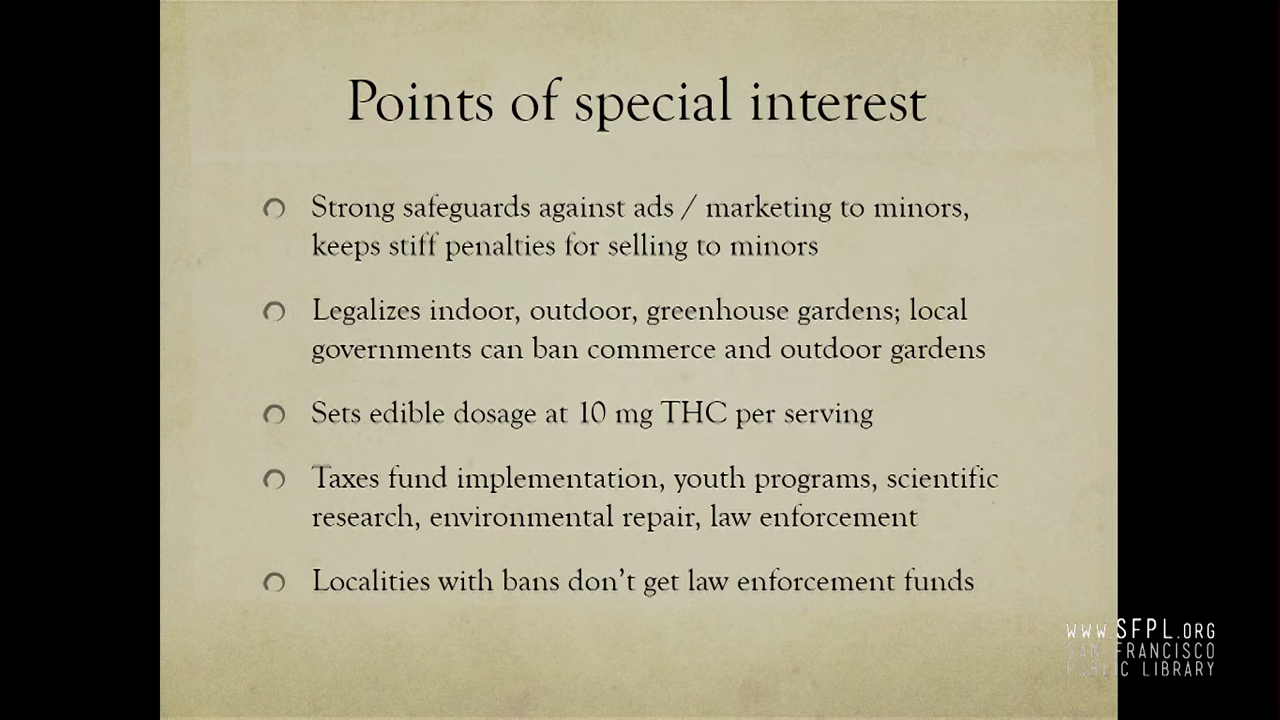 Points of special interest
Strong safeguards against ads / marketing to minors,
keeps stiff penalties for selling to minors
Legalizes indoor, outdoor, greenhouse gardens; local
governments can ban commerce and outdoor gardens
Sets edible dosage at 10 mg THC per serving
Taxes fund implementation, youth programs, scientific
research, environmental repair, law enforcement
Localities with bans don't get law enforcement funds
WWW.SFPL.ORG
SAN FRANCISCO
PUBLIC LIBRARY